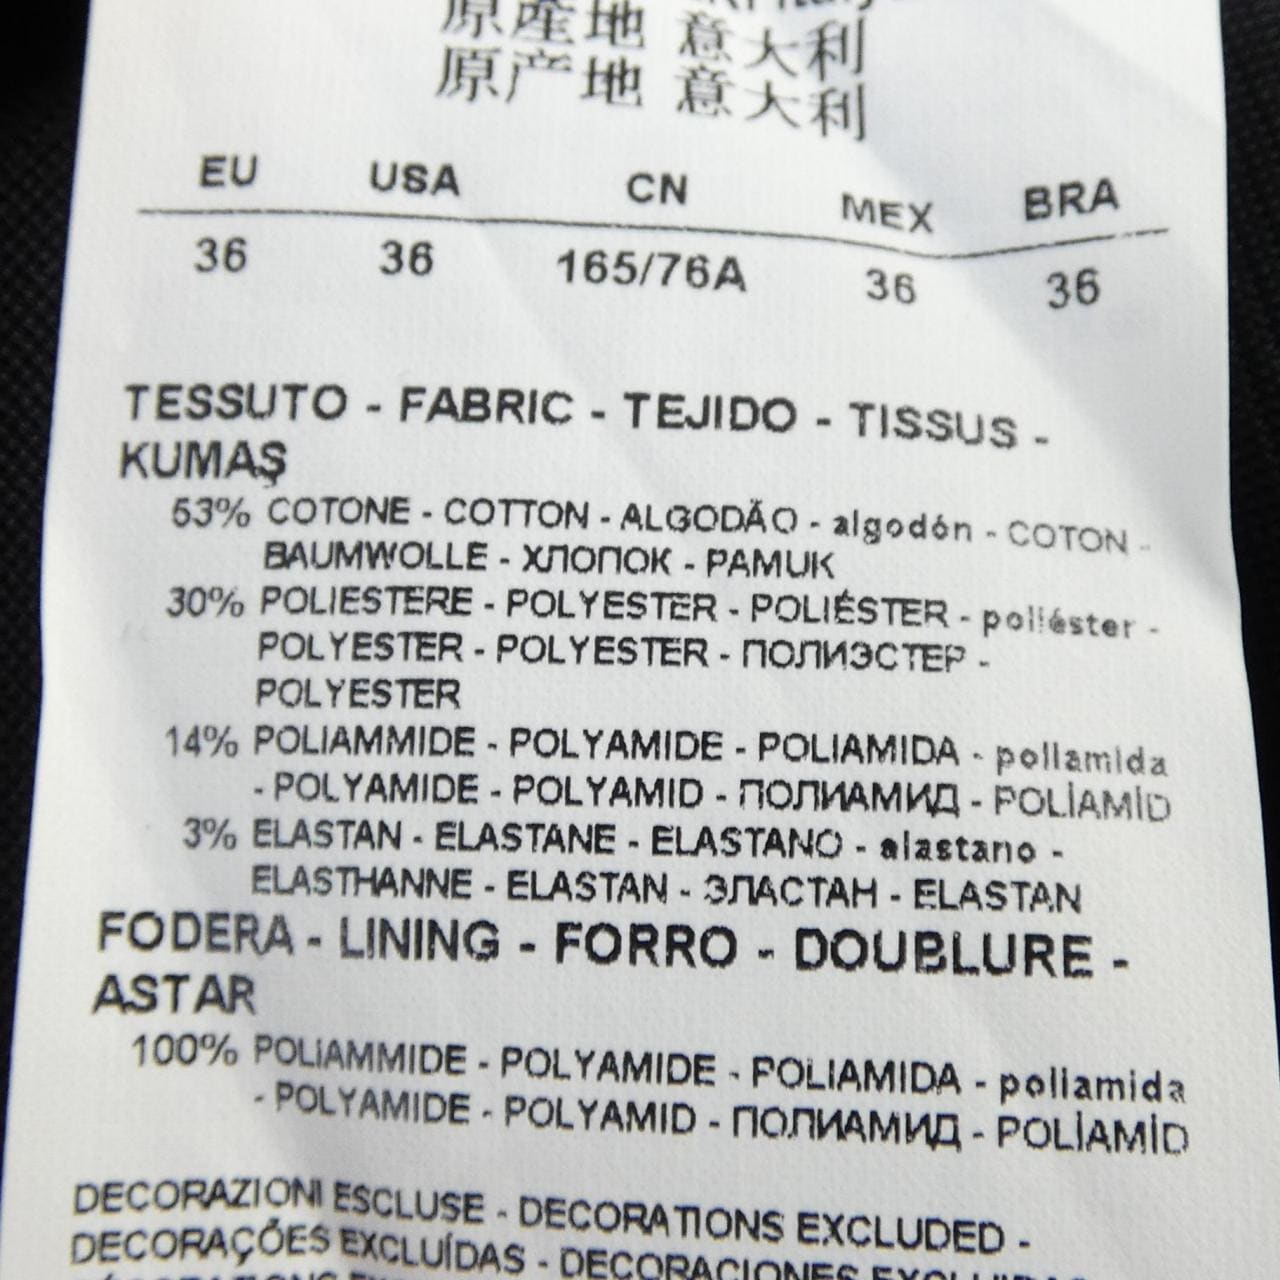 原產地 意大利
原产地 意大利
EU USA CN MEX BRA
36 36 165/76A 36 36
TESSUTO - FABRIC - TEJIDO - TISSUS -
KUMAŞ
53% COTONE - COTTON - ALGODÃO - algodón - COTON -
BAUMWOLLE - ХЛОПОК - PAMUK
30% POLIESTERE - POLYESTER - POLIÉSTER - poliéster -
POLYESTER - POLYESTER - ПОЛИЭСТЕР -
POLYESTER
14% POLIAMMIDE - POLYAMIDE - POLIAMIDA - poliamida
- POLYAMIDE - POLYAMID - ПОЛИАМИД - POLİAMİD
3% ELASTAN - ELASTANE - ELASTANO - elastano -
ELASTHANNE - ELASTAN - ЭЛАСТАН - ELASTAN
FODERA - LINING - FORRO - DOUBLURE -
ASTAR
100% POLIAMMIDE - POLYAMIDE - POLIAMIDA - poliamida
- POLYAMIDE - POLYAMID - ПОЛИАМИД - POLİAMİD
DECORAZIONI ESCLUSE - DECORATIONS EXCLUDED -
DECORAÇÕES EXCLUÍDAS - DECORACIONES